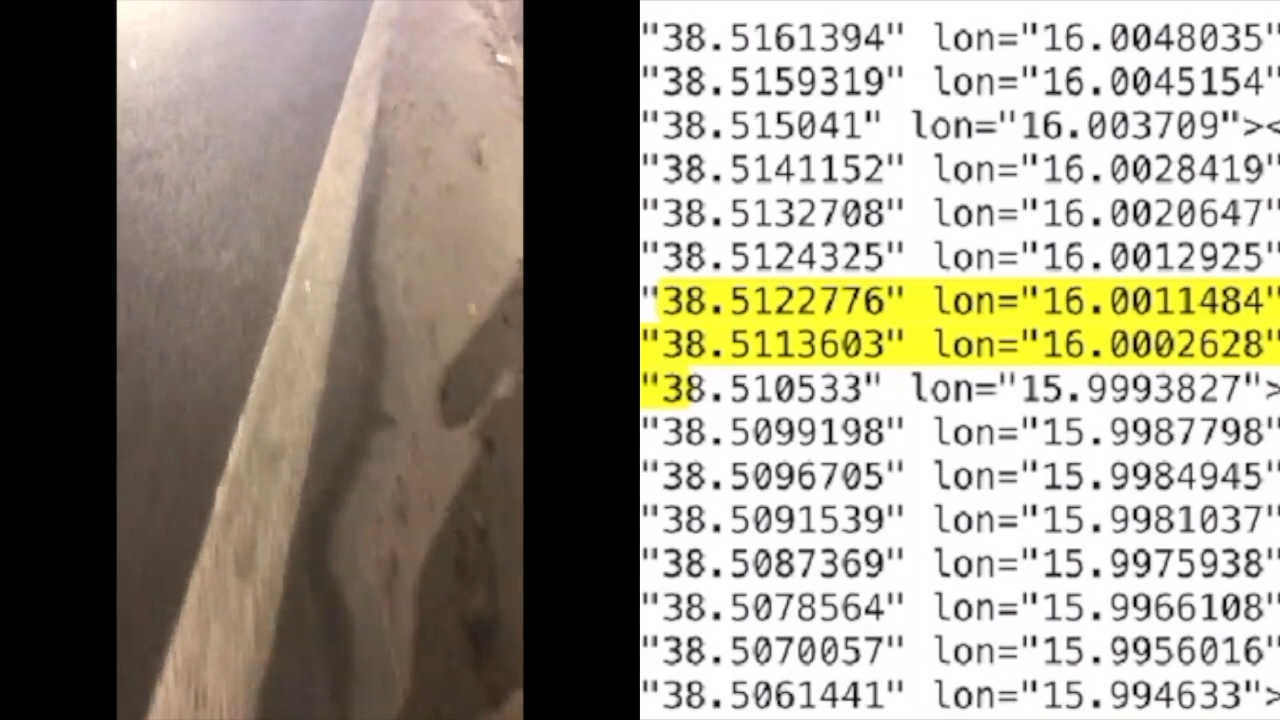 "38.5161394" lon="16.0048035"
"38.5159319" lon="16.0045154"
"38.515041" lon="16.003709"><
"38.5141152" lon="16.0028419"
"38.5132708" lon="16.0020647"
"38.5124325" lon="16.0012925"
"38.5122776" lon="16.0011484"
"38.5113603" lon="16.0002628"
"38.510533" lon="15.9993827">
"38.5099198" lon="15.9987798"
"38.5096705" lon="15.9984945"
"38.5091539" lon="15.9981037"
"38.5087369" lon="15.9975938"
"38.5078564" lon="15.9966108"
"38.5070057" lon="15.9956016"
"38.5061441" lon="15.994633">